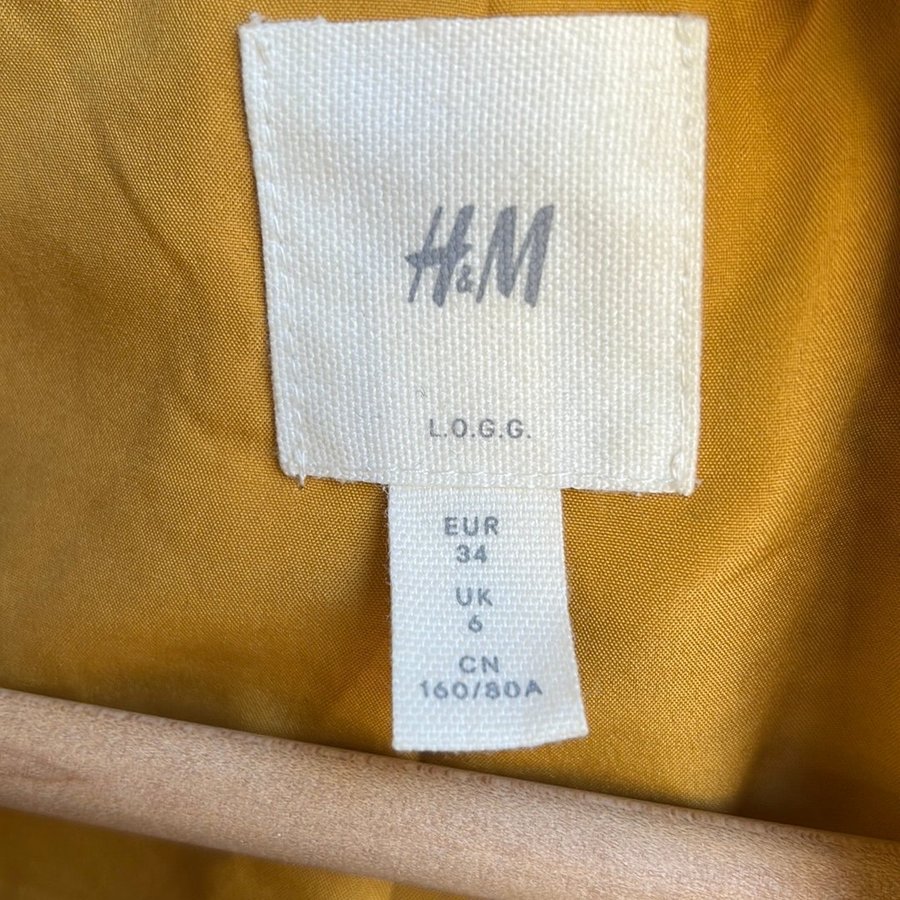 H&M
L.O.G.G.
EUR
34
UK
6
CN
160/80A